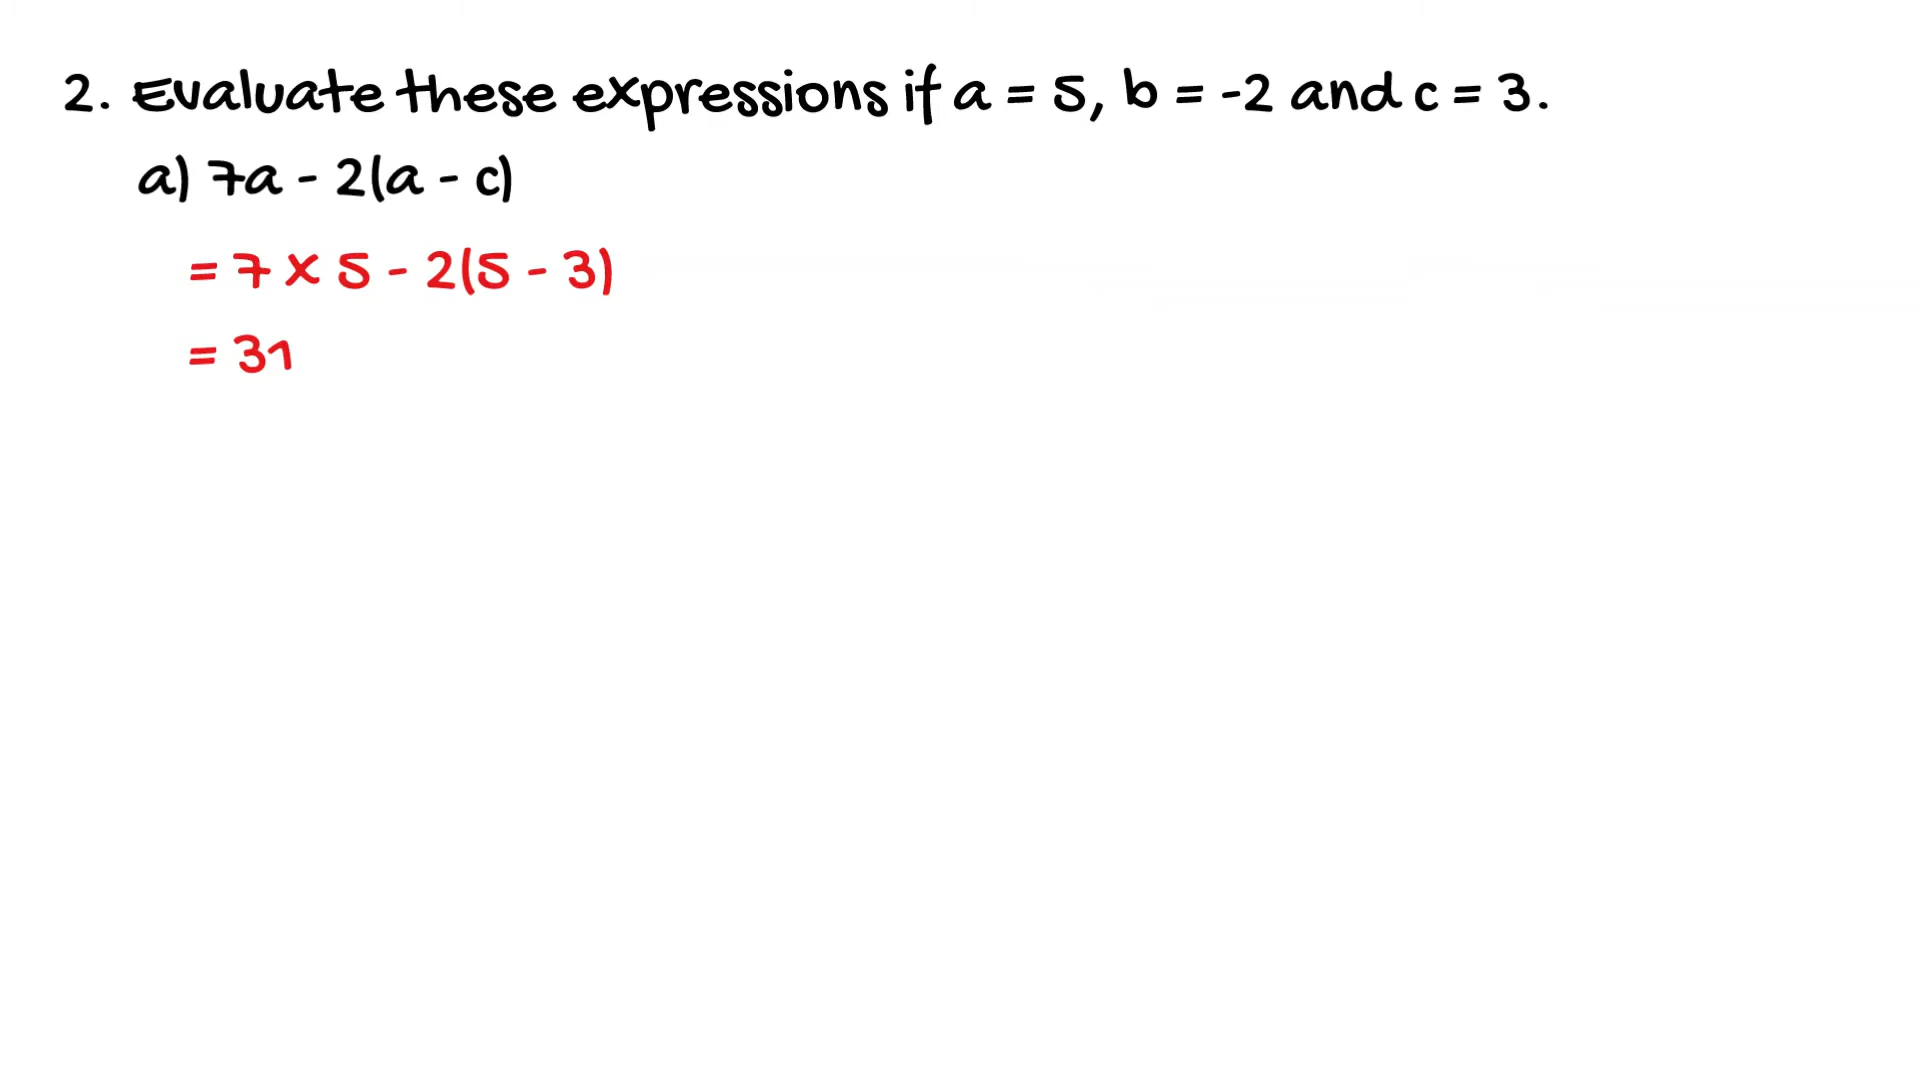 2. Evaluate these expressions if a = 5, b = -2 and c = 3.
a) 7a - 2(a - c)
= 7 x 5 - 2(5 - 3)
= 31